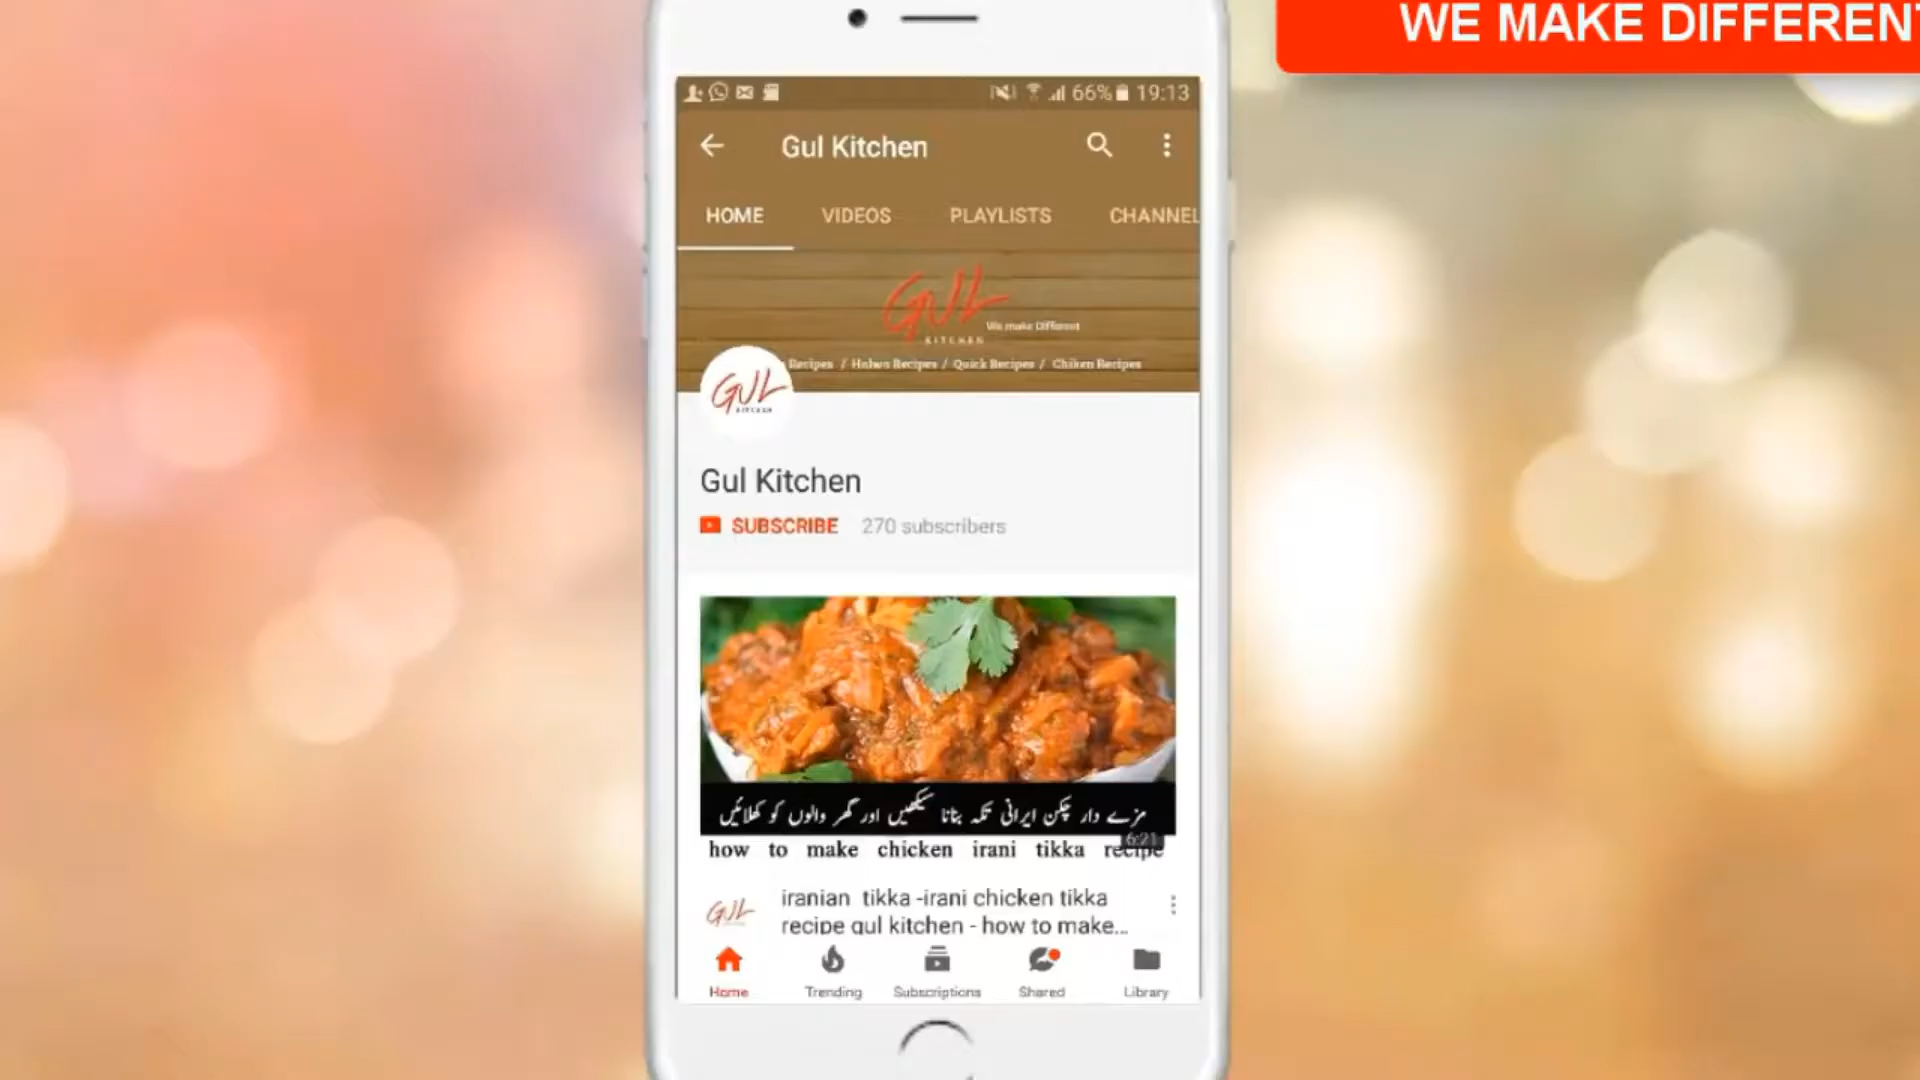 WE MAKE DIFFERENT
66% 19:13
Gul Kitchen
HOME VIDEOS PLAYLISTS CHANNEL
GUL
We make Different
KITCHEN
Recipes / Halwa Recipes / Quick Recipes / Chiken Recipes
GUL
KITCHEN
Gul Kitchen
SUBSCRIBE 270 subscribers
مزے دار چکن ایرانی تکہ بنانا سیکھیں اور گھر والوں کو کھلائیں
6:21
how to make chicken irani tikka recipe
GUL
iranian tikka -irani chicken tikka
recipe gul kitchen - how to make...
Home Trending Subscriptions Shared Library